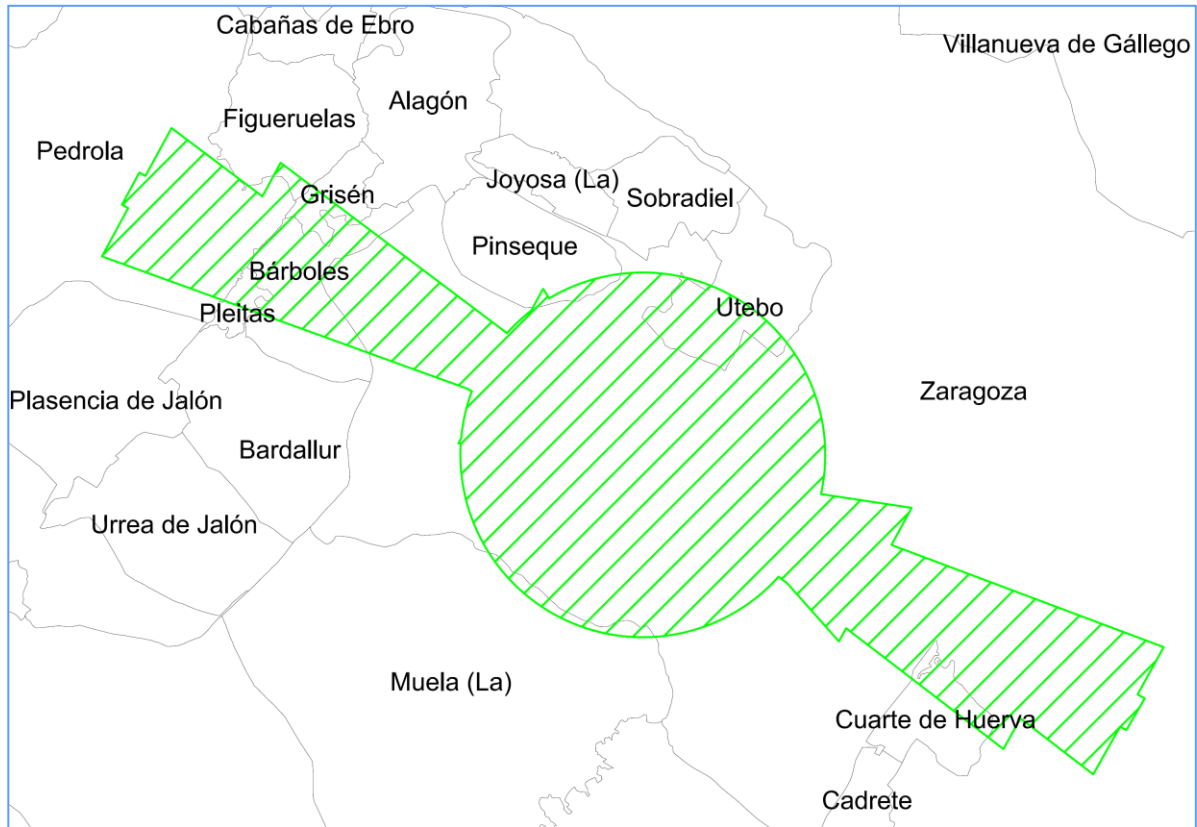 Cabañas de Ebro
Villanueva de Gállego
Alagón
Figueruelas
Pedrola
Joyosa (La)
Grisén
Sobradiel
Pinseque
Bárboles
Utebo
Pleitas
Zaragoza
Plasencia de Jalón
Bardallur
Urrea de Jalón
Muela (La)
Cuarte de Huerva
Cadrete